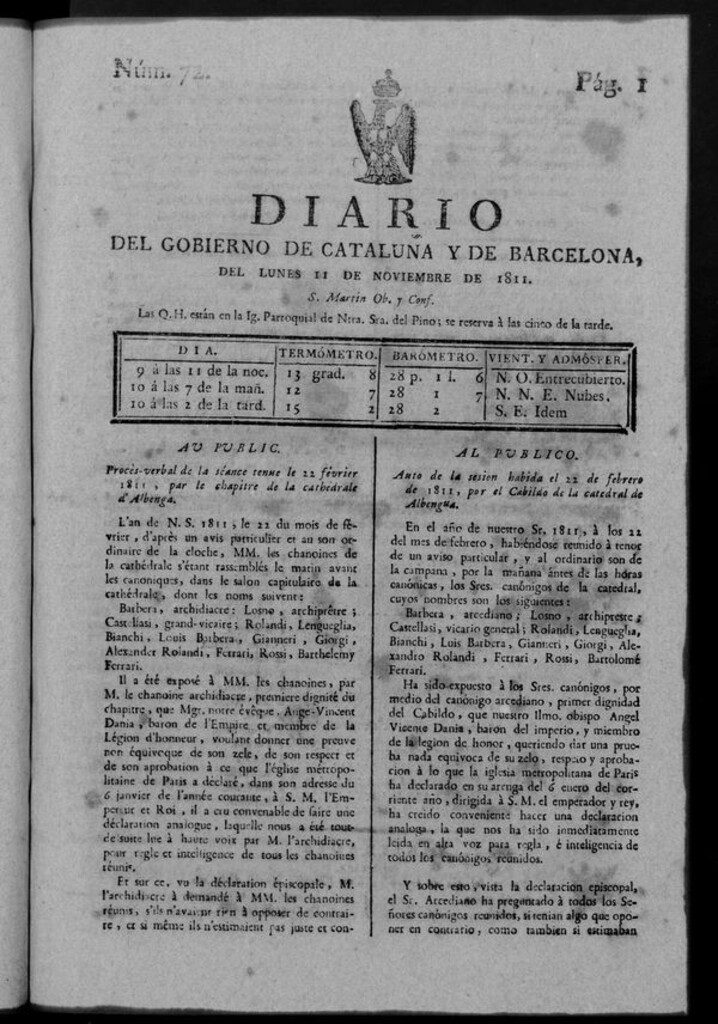 Núm. 72.
Pág. 1
DIARIO
DEL GOBIERNO DE CATALUÑA Y DE BARCELONA,
DEL LUNES 11 DE NOVIEMBRE DE 1811.
S. Martin Ob. y Conf.
Las Q.H. están en la Ig. Parroquial de Ntra. Sra. del Pino; se reserva à las cinco de la tarde.
DIA. TERMÓMETRO. BARÓMETRO. VIENT. Y ADMÓSFER.
9 à las 11 de la noc. 13 grad. 8 28 p. 1 l. 6 N. O. Entrecubierto.
10 á las 7 de la mañ. 12 7 28 1 7 N. N. E. Nubes.
10 á las 2 de la tard. 15 2 28 2 S. E. Idem
AU PUBLIC.
Procès-verbal de la séance tenue le 22 février
1811, par le chapitre de la cathédrale
d'Albenga.
L'an de N. S. 1811, le 22 du mois de fé-
vrier, d'après un avis particulier et au son or-
dinaire de la cloche, MM. les chanoines de
la cathédrale s'étant rassemblés le matin avant
les canoniques, dans le salon capitulaire de la
cathédrale, dont les noms suivent:
Barbera, archidiacre: Losno, archiprêtre;
Castellasi, grand-vicaire; Rolandi, Lengueglia,
Bianchi, Louis Barbera, Gianneri, Giorgi,
Alexander Rolandi, Ferrari, Rossi, Barthelemy
Ferrari.
Il a été exposé à MM. les chanoines, par
M. le chanoine archidiacre, premiere dignité du
chapitre, que Mgr. notre évêque, Ange-Vincent
Dania, baron de l'Empire et membre de la
Légion d'honneur, voulant donner une preuve
non équivoque de son zele, de son respect et
de son aprobation à ce que l'église métropo-
litaine de Paris a déclaré, dans son adresse du
6 janvier de l'année courante, à S. M. l'Em-
pereur et Roi, il a cru convenable de faire une
déclaration analogue, laquelle nous a été tout-
de suite lue à haute voix par M. l'archidiacre,
pour regle et intelligence de tous les chanoines
réunis.
Et sur ce, vu la déclaration épiscopale, M.
l'archidiacre à demandé à MM. les chanoines
réunis, s'ils n'avaient rien à opposer de contrai-
re, et si même ils n'estimaient pas juste et con-
AL PUBLICO.
Auto de la sesion habida el 22 de febrero
de 1811, por el Cabildo de la catedral de
Albengua.
En el año de nuestro Sr. 1811, à los 22
del mes de febrero, habiéndose reunido à tenor
de un aviso particular, y al ordinario son de
la campana, por la mañana ántes de las horas
canónicas, los Sres. canónigos de la catedral,
cuyos nombres son los siguientes:
Barbera, arcediano; Losno, archipreste;
Castellasi, vicario general; Rolandi, Lengueglia,
Bianchi, Luis Barbera, Gianneri, Giorgi, Ale-
xandro Rolandi, Ferrari, Rossi, Bartolomé
Ferrari.
Ha sido expuesto à los Sres. canónigos, por
medio del canónigo arcediano, primer dignidad
del Cabildo, que nuestro Ilmo. obispo Angel
Vicente Dania, baron del imperio, y miembro
de la legion de honor, queriendo dar una prue-
ba nada equivoca de su zelo, respeto y aproba-
cion à lo que la iglesia metropolitana de Paris
ha declarado en su arenga del 6 enero del cor-
riente año, dirigida à S. M. el emperador y rey,
ha creido conveniente hacer una declaracion
analoga, la que nos ha sido inmediatamente
leida en alta voz para regla, é inteligencia de
todos los canónigos reunidos.
Y sobre esto, vista la declaracion episcopal,
el Sr. Arcediano ha preguntado à todos los Se-
ñores canónigos reunidos, si tenian algo que opo-
ner en contrario, como tambien si estimaban